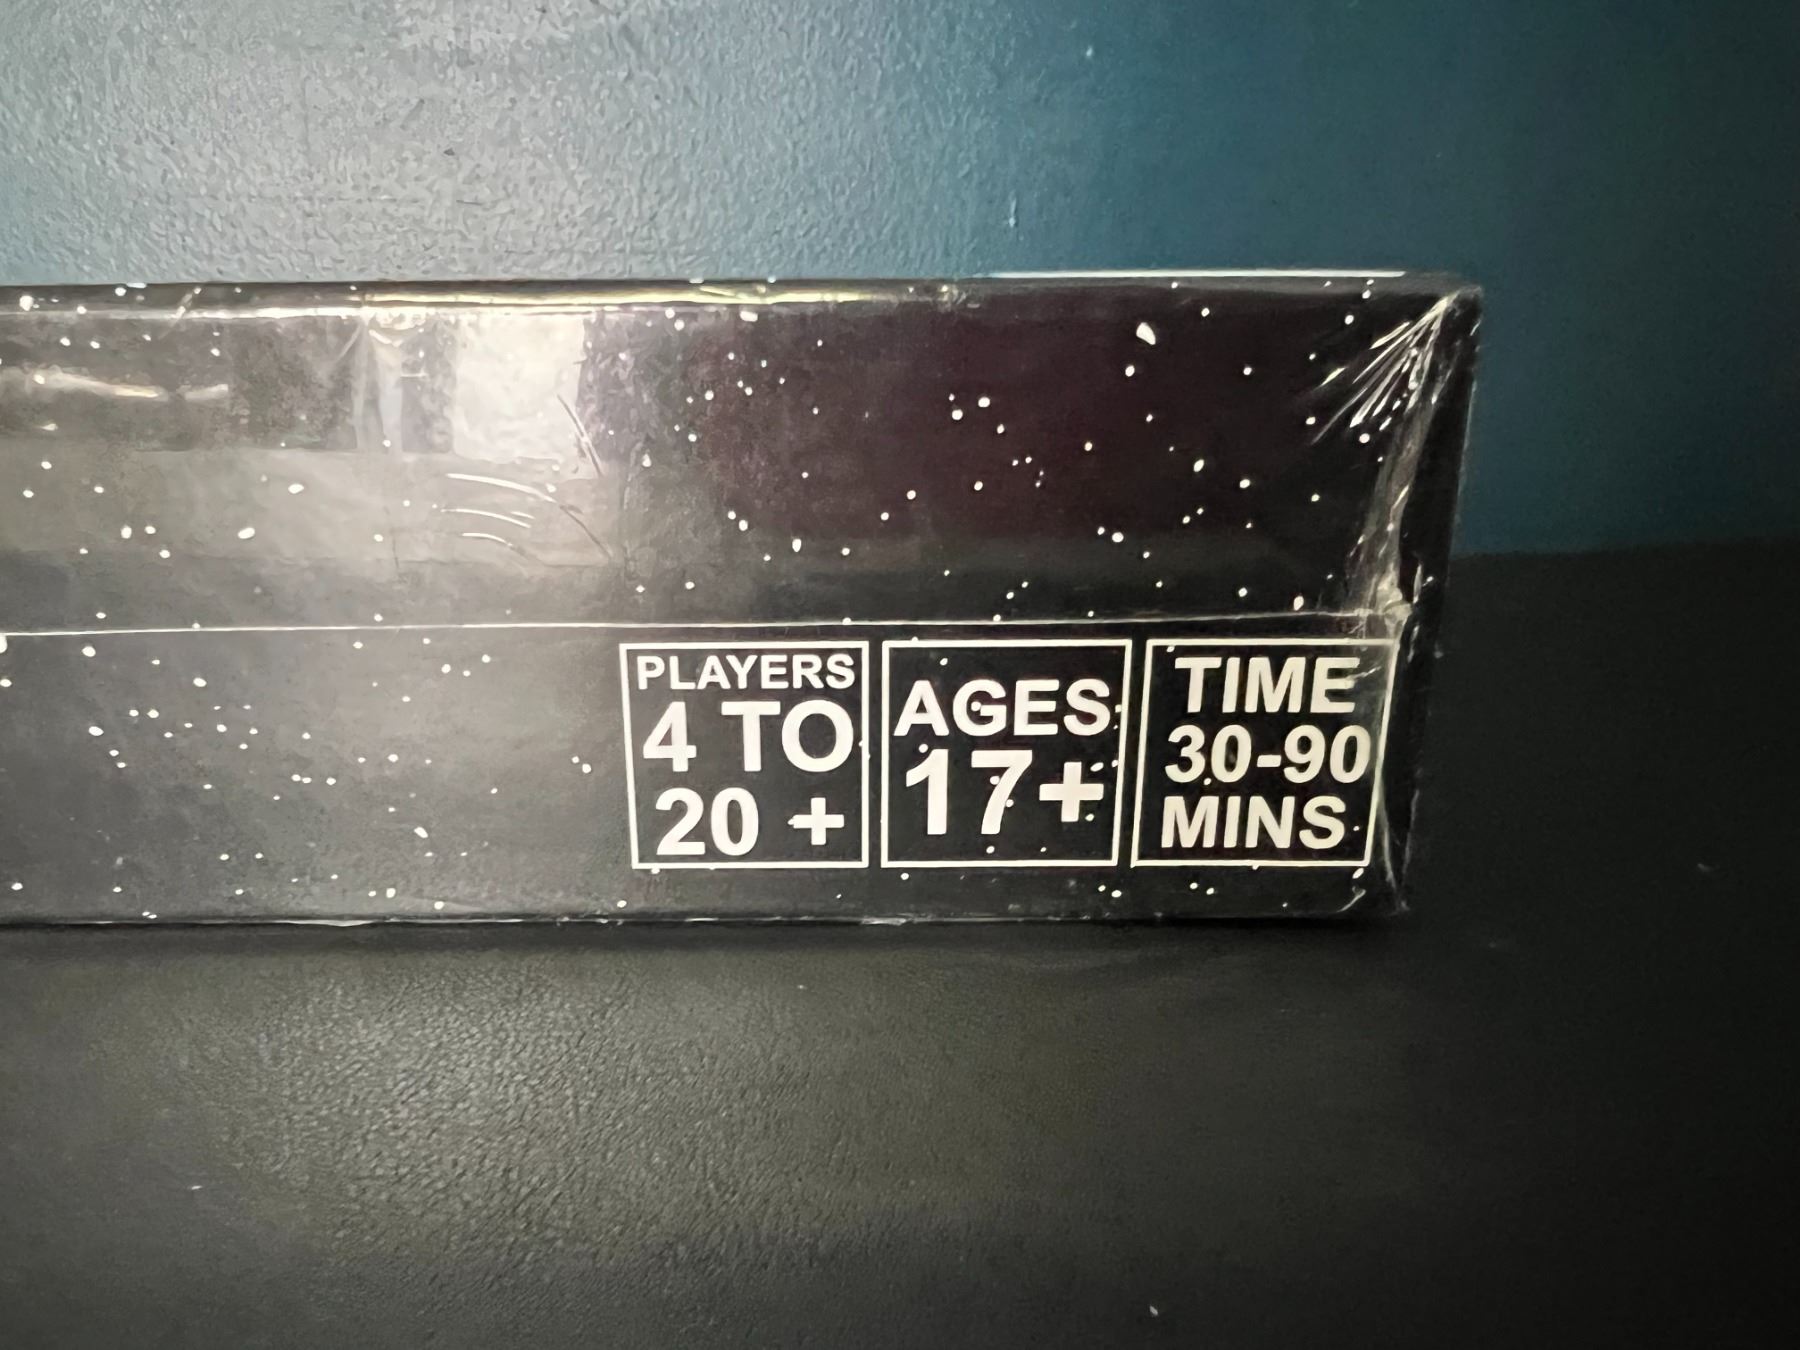 PLAYERS
4 TO
20 +
AGES
17+
TIME
30-90
MINS